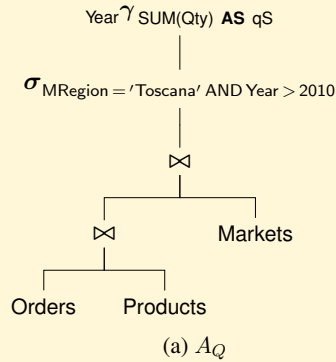 Year γ SUM(Qty) AS qS
σ MRegion = 'Toscana' AND Year > 2010
⋈
⋈ Markets
Orders Products
(a) A_Q